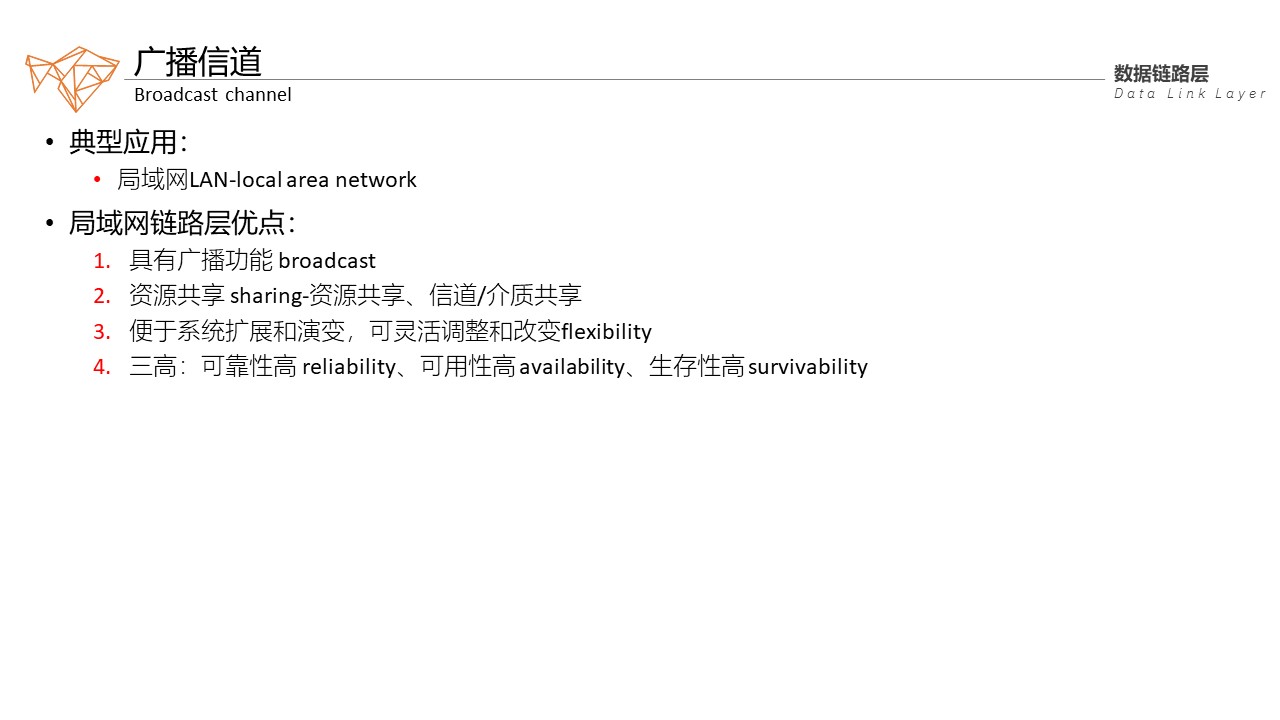 广播信道
Broadcast channel
数据链路层
Data Link Layer
• 典型应用：
• 局域网LAN-local area network
• 局域网链路层优点：
1. 具有广播功能 broadcast
2. 资源共享 sharing-资源共享、信道/介质共享
3. 便于系统扩展和演变，可灵活调整和改变flexibility
4. 三高：可靠性高 reliability、可用性高 availability、生存性高 survivability